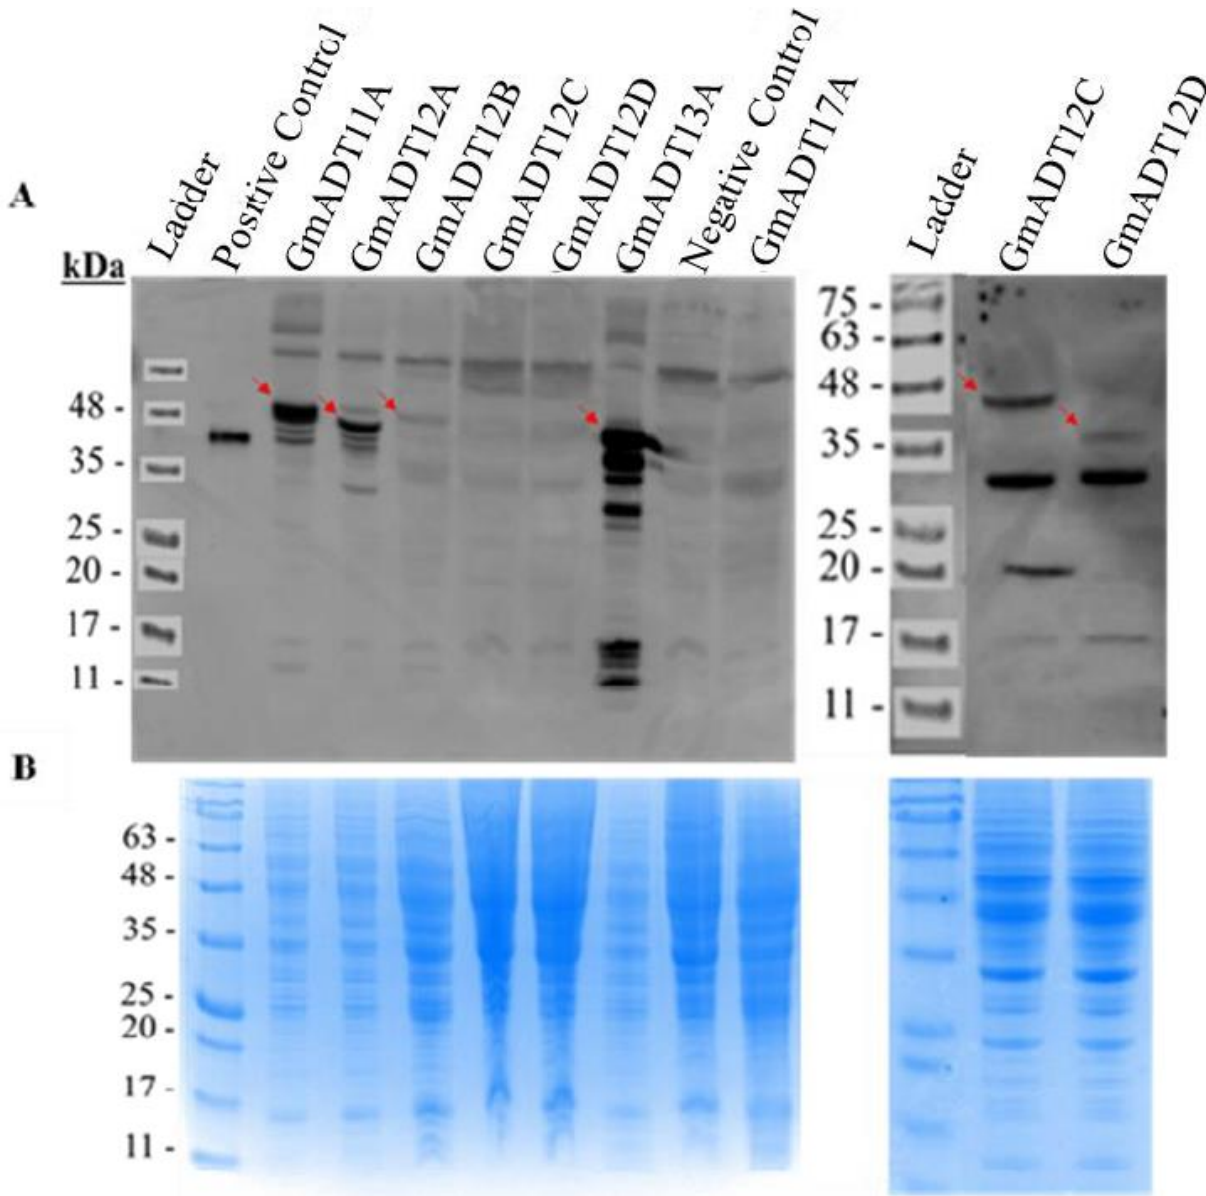 A
kDa
Ladder
Positive Control
GmADT11A
GmADT12A
GmADT12B
GmADT12C
GmADT12D
GmADT13A
Negative Control
GmADT17A
48 -
35 -
25 -
20 -
17 -
11 -
Ladder
GmADT12C
GmADT12D
75 -
63 -
48 -
35 -
25 -
20 -
17 -
11 -
B
63 -
48 -
35 -
25 -
20 -
17 -
11 -